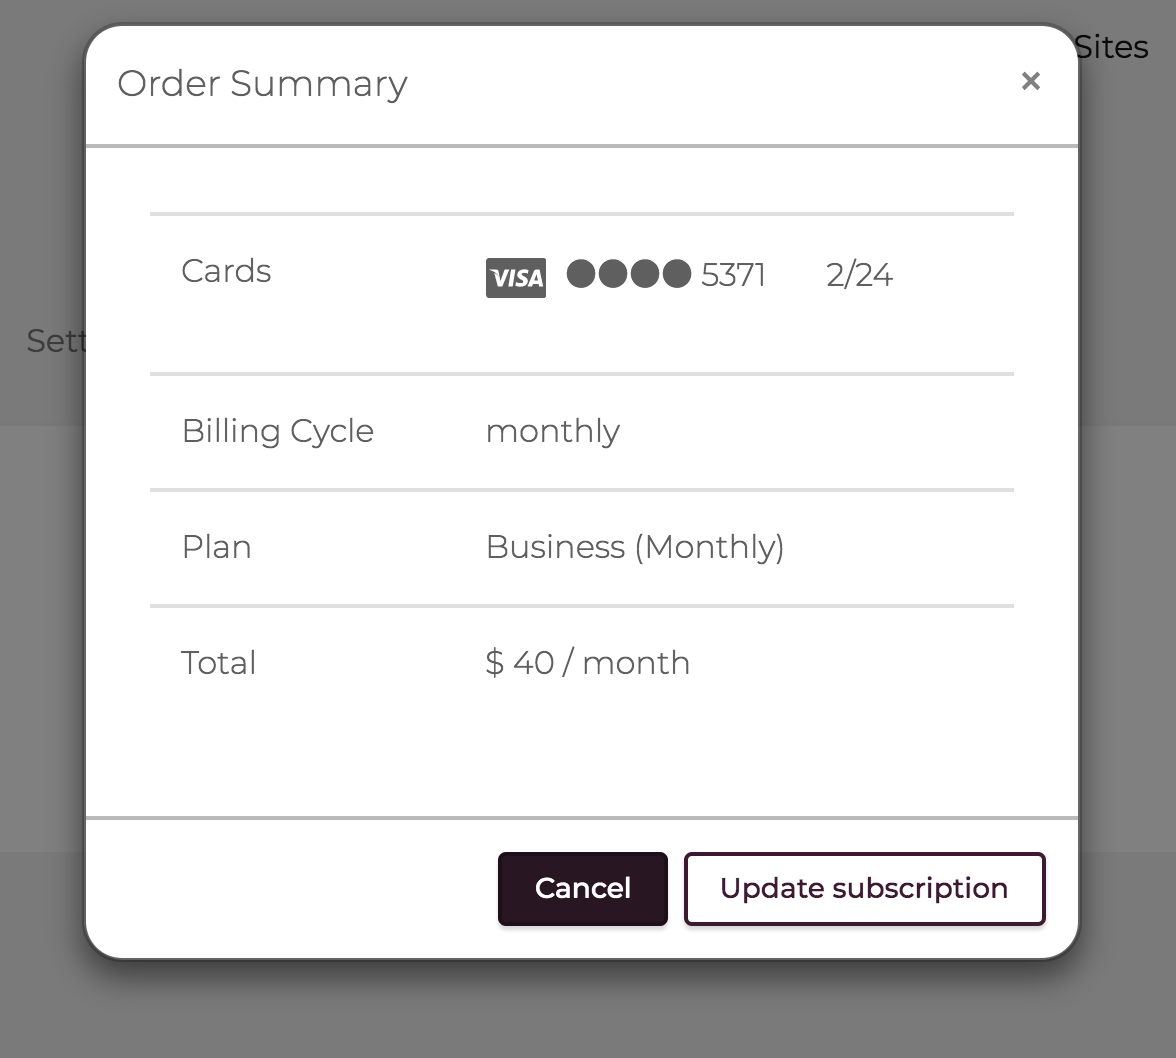 Sites
Order Summary ×
Cards VISA ●●●● 5371 2/24
Sett
Billing Cycle monthly
Plan Business (Monthly)
Total $ 40 / month
Cancel Update subscription